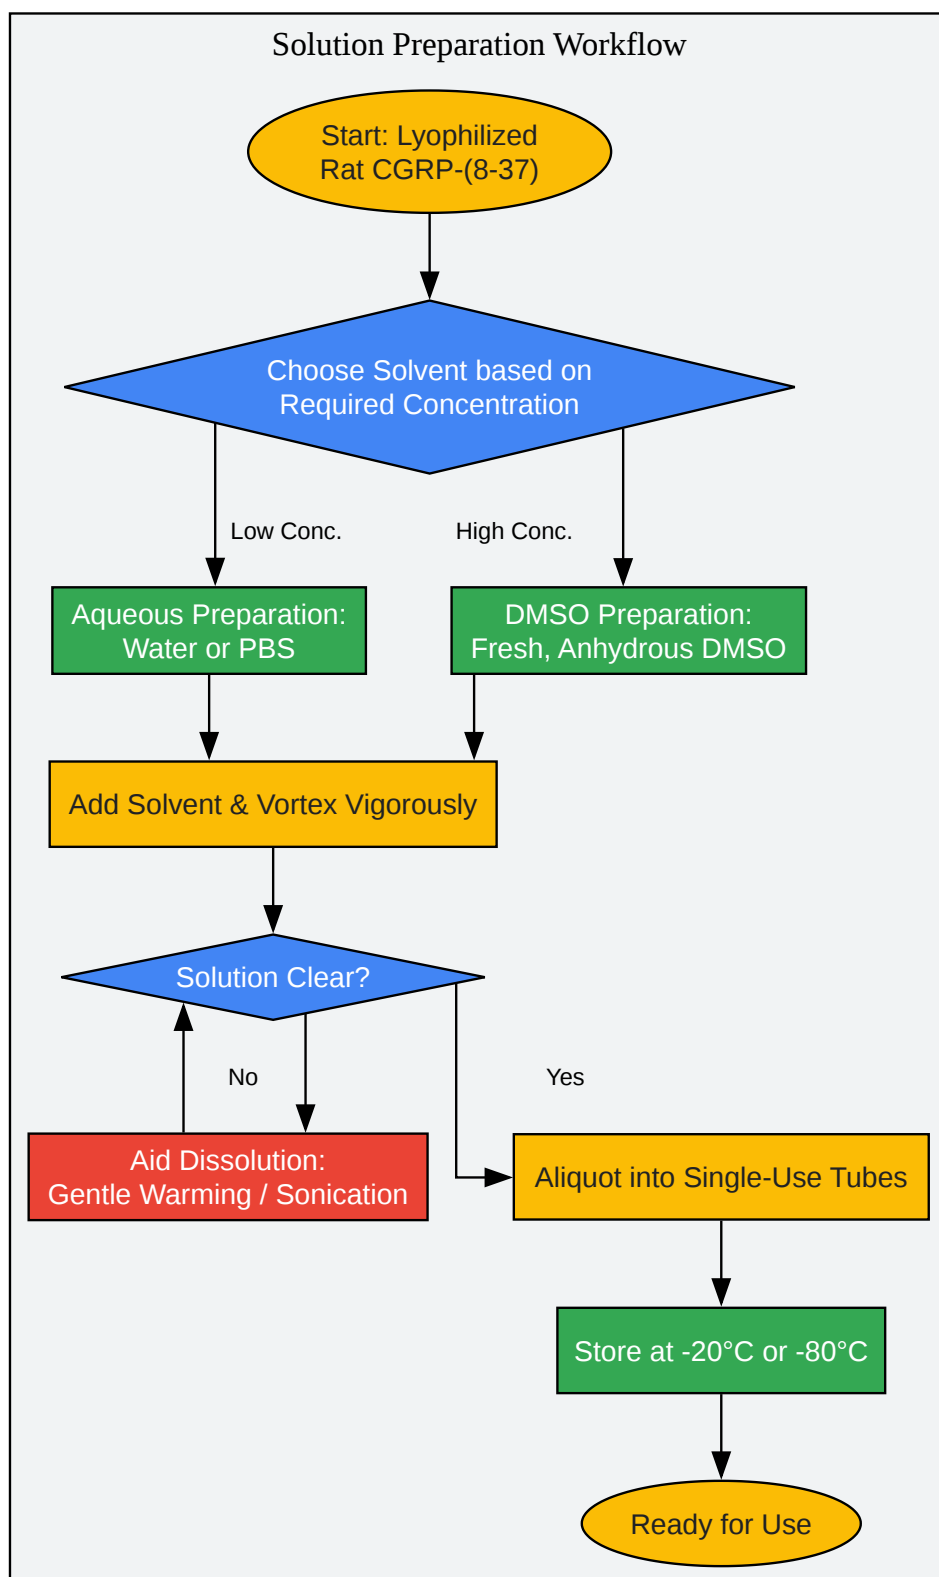 Solution Preparation Workflow
Start: Lyophilized
Rat CGRP-(8-37)
Choose Solvent based on
Required Concentration
Low Conc.
High Conc.
Aqueous Preparation:
Water or PBS
DMSO Preparation:
Fresh, Anhydrous DMSO
Add Solvent & Vortex Vigorously
Solution Clear?
No
Yes
Aid Dissolution:
Gentle Warming / Sonication
Aliquot into Single-Use Tubes
Store at -20°C or -80°C
Ready for Use